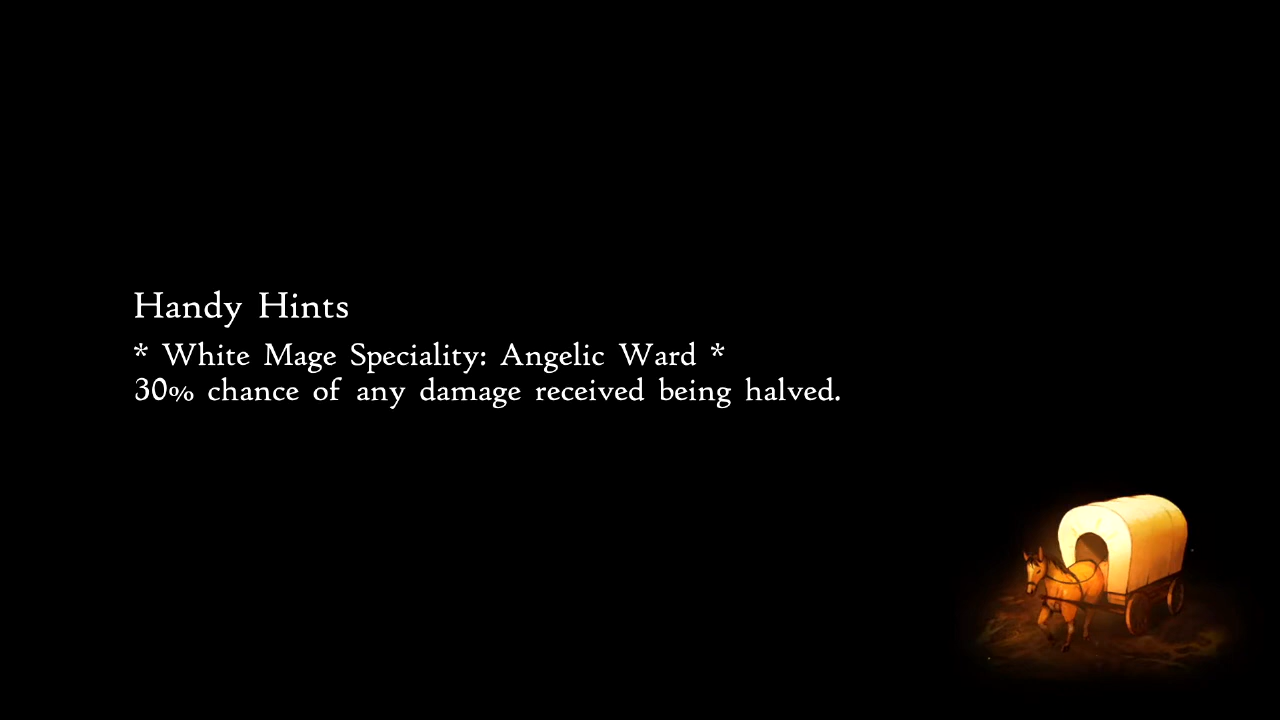 Handy Hints
* White Mage Speciality: Angelic Ward *
30% chance of any damage received being halved.